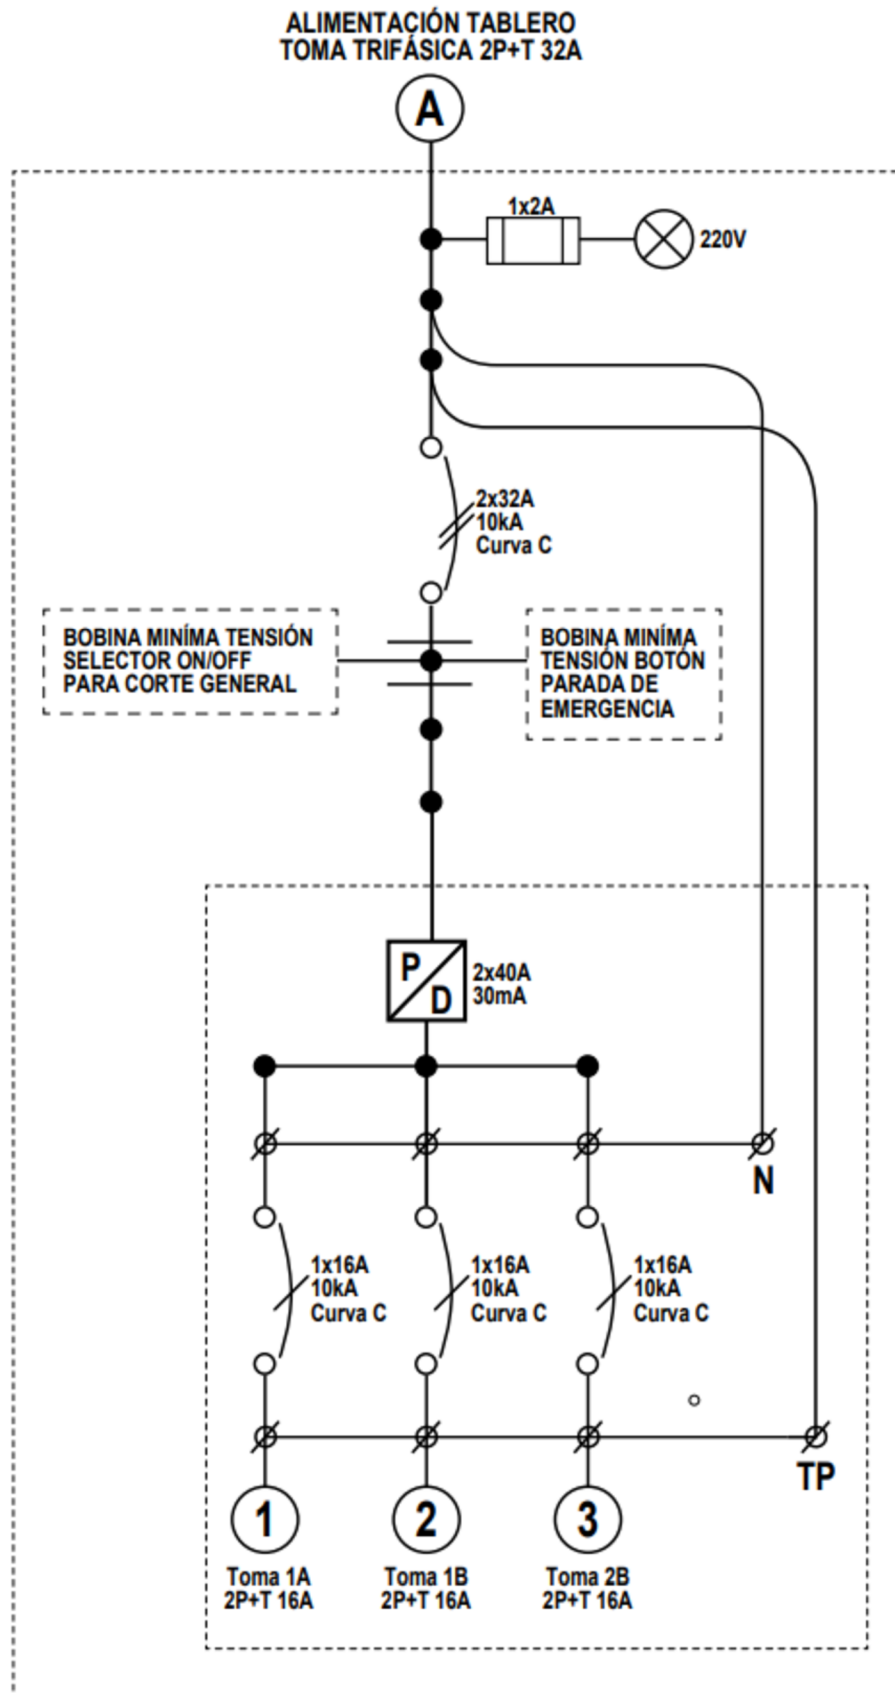 ALIMENTACIÓN TABLERO
TOMA TRIFÁSICA 2P+T 32A
A
1x2A
220V
2x32A
10kA
Curva C
BOBINA MINÍMA TENSIÓN
SELECTOR ON/OFF
PARA CORTE GENERAL
BOBINA MINÍMA
TENSIÓN BOTÓN
PARADA DE
EMERGENCIA
P
D
2x40A
30mA
N
1x16A
10kA
Curva C
1x16A
10kA
Curva C
1x16A
10kA
Curva C
TP
1
2
3
Toma 1A
2P+T 16A
Toma 1B
2P+T 16A
Toma 2B
2P+T 16A